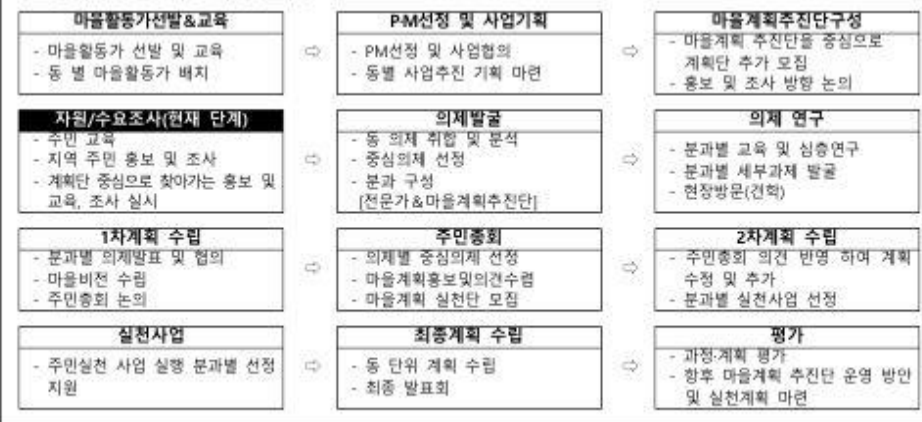 마을활동가선발&교육
- 마을활동가 선발 및 교육
- 동 별 마을활동가 배치
⇨
P·M선정 및 사업기획
- PM선정 및 사업협의
- 동별 사업추진 기획 마련
⇨
마을계획추진단구성
- 마을계획 추진단을 중심으로
계획단 추가 모집
- 홍보 및 조사 방향 논의
자원/수요조사(현재 단계)
- 주민 교육
- 지역 주민 홍보 및 조사
- 계획단 중심으로 찾아가는 홍보 및
교육, 조사 실시
⇨
의제발굴
- 동 의제 취합 및 분석
- 중심의제 선정
- 분과 구성
[전문가&마을계획추진단]
⇨
의제 연구
- 분과별 교육 및 심층연구
- 분과별 세부과제 발굴
- 현장방문(견학)
1차계획 수립
- 분과별 의제발표 및 협의
- 마을비전 수립
- 주민총회 논의
⇨
주민총회
- 의제별 중심의제 선정
- 마을계획홍보및의견수렴
- 마을계획 실천단 모집
⇨
2차계획 수립
- 주민총회 의견 반영 하여 계획
수정 및 추가
- 분과별 실천사업 선정
실천사업
- 주민실천 사업 실행 분과별 선정
지원
⇨
최종계획 수립
- 동 단위 계획 수립
- 최종 발표회
⇨
평가
- 과정·계획 평가
- 향후 마을계획 추진단 운영 방안
및 실천계획 마련